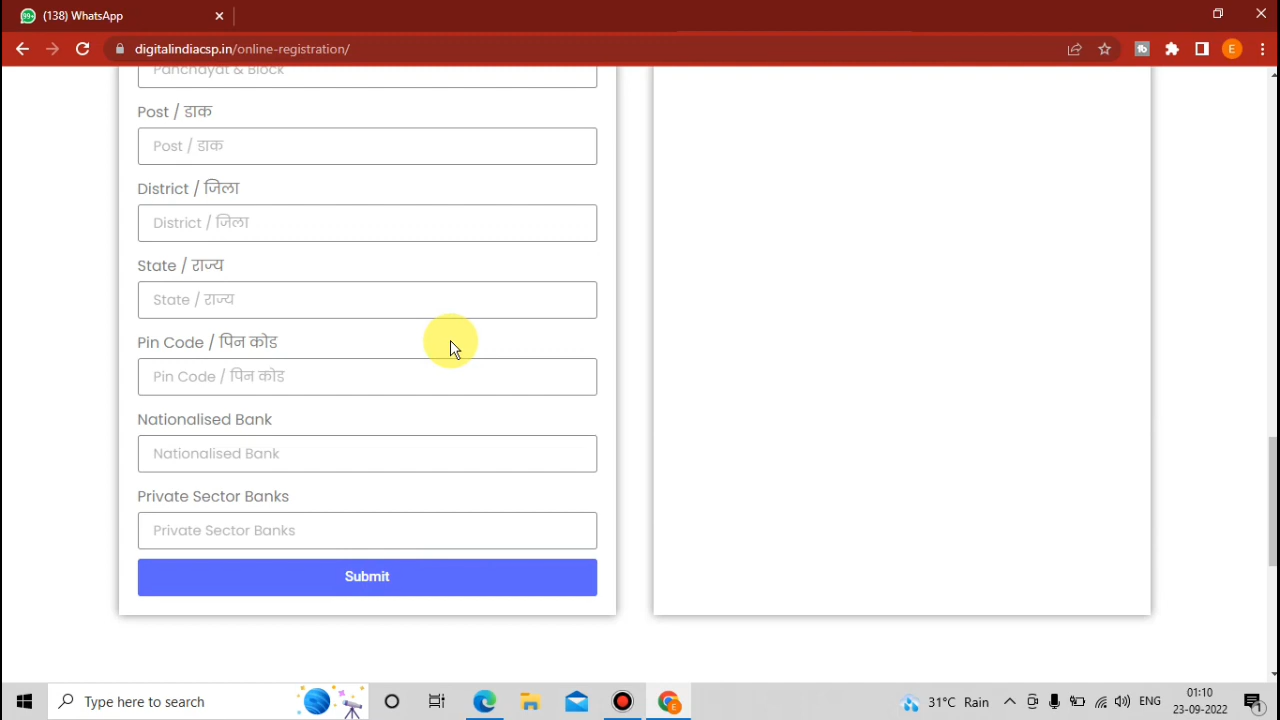 (138) WhatsApp
digitalindiacsp.in/online-registration/
Panchayat & Block
Post / डाक
Post / डाक
District / जिला
District / जिला
State / राज्य
State / राज्य
Pin Code / पिन कोड
Pin Code / पिन कोड
Nationalised Bank
Nationalised Bank
Private Sector Banks
Private Sector Banks
Submit
Type here to search
31°C Rain
ENG
01:10
23-09-2022